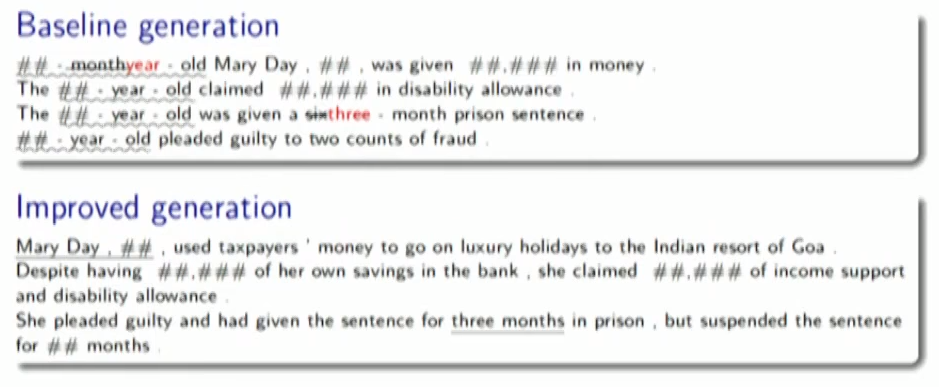 Baseline generation
## - monthyear - old Mary Day , ## , was given ##,### in money .
The ## - year - old claimed ##,### in disability allowance .
The ## - year - old was given a sixthree - month prison sentence .
## - year - old pleaded guilty to two counts of fraud .
Improved generation
Mary Day , ## , used taxpayers ' money to go on luxury holidays to the Indian resort of Goa .
Despite having ##,### of her own savings in the bank , she claimed ##,### of income support
and disability allowance .
She pleaded guilty and had given the sentence for three months in prison , but suspended the sentence
for ## months .